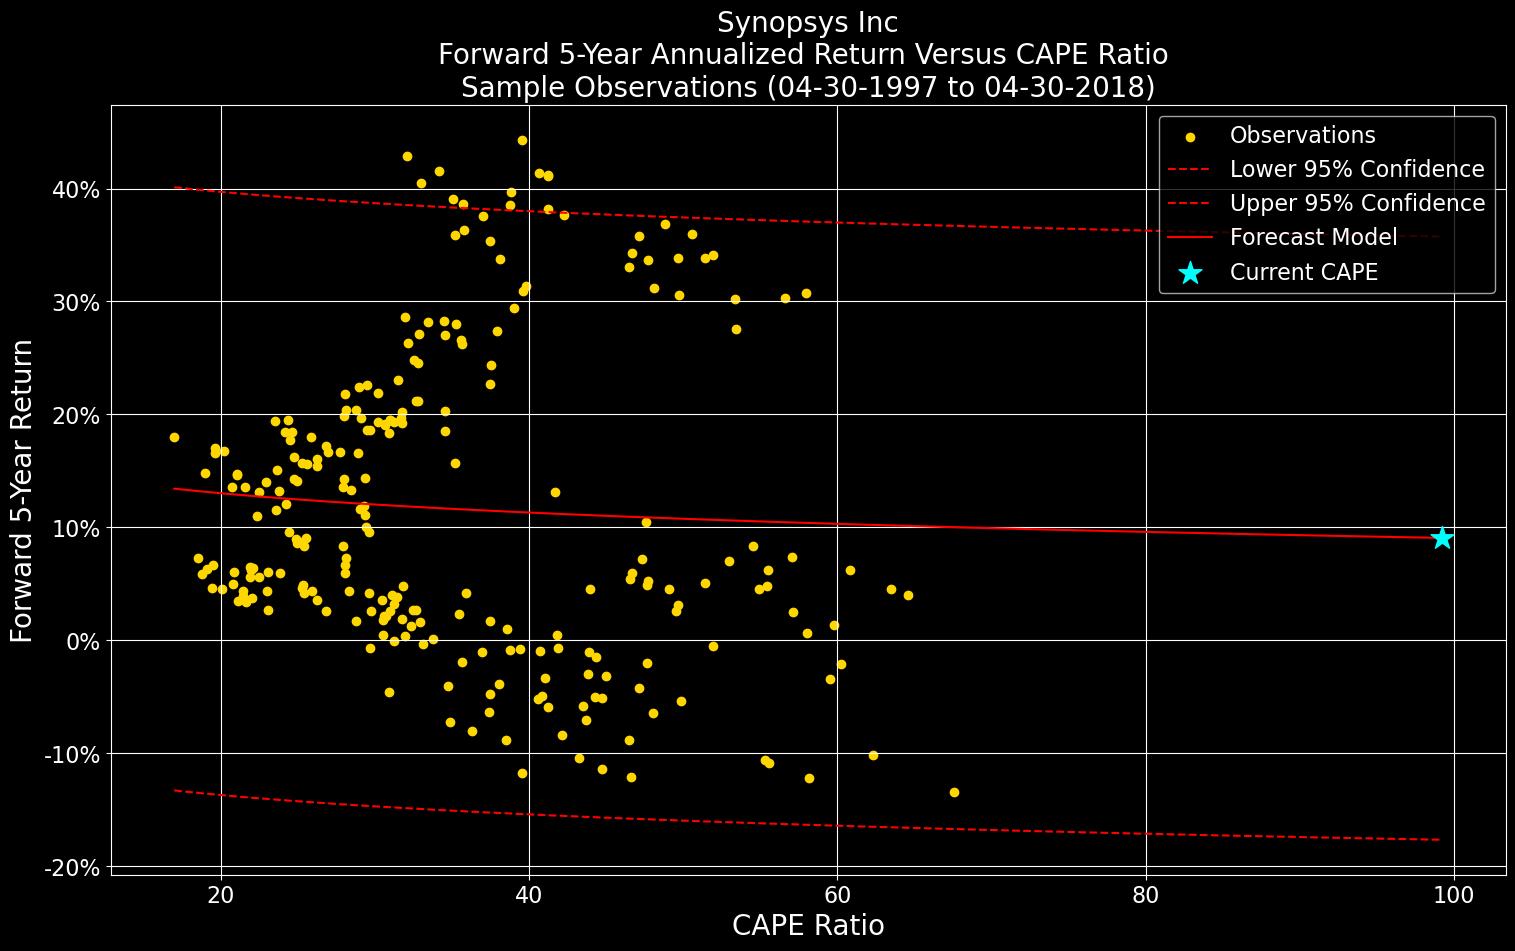 Synopsys Inc
Forward 5-Year Annualized Return Versus CAPE Ratio
Sample Observations (04-30-1997 to 04-30-2018)
Observations
Lower 95% Confidence
Upper 95% Confidence
Forecast Model
Current CAPE
Forward 5-Year Return
40%
30%
20%
10%
0%
-10%
-20%
20 40 60 80 100
CAPE Ratio